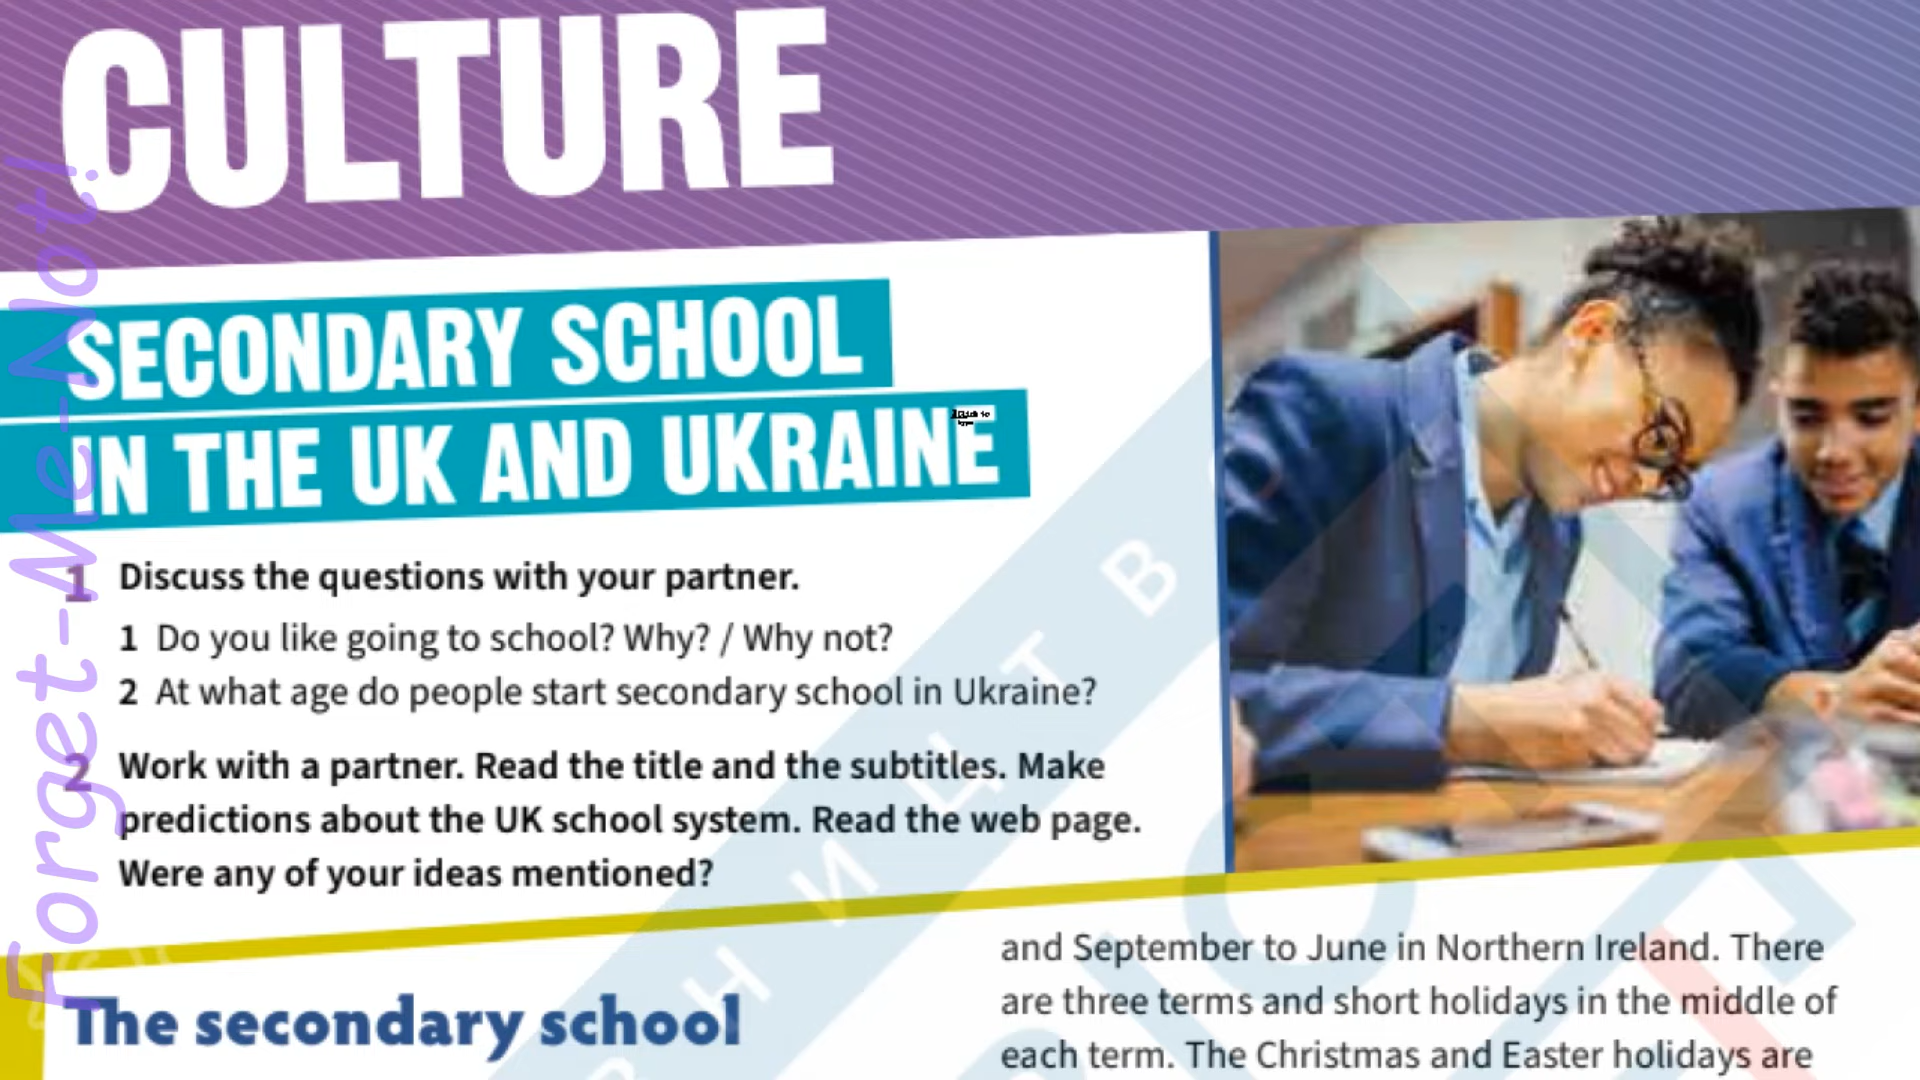 CULTURE
SECONDARY SCHOOL
IN THE UK AND UKRAINE
Click to
type
1 Discuss the questions with your partner.
1 Do you like going to school? Why? / Why not?
2 At what age do people start secondary school in Ukraine?
2 Work with a partner. Read the title and the subtitles. Make
predictions about the UK school system. Read the web page.
Were any of your ideas mentioned?
The secondary school
and September to June in Northern Ireland. There
are three terms and short holidays in the middle of
each term. The Christmas and Easter holidays are
Forget-Me-Not!